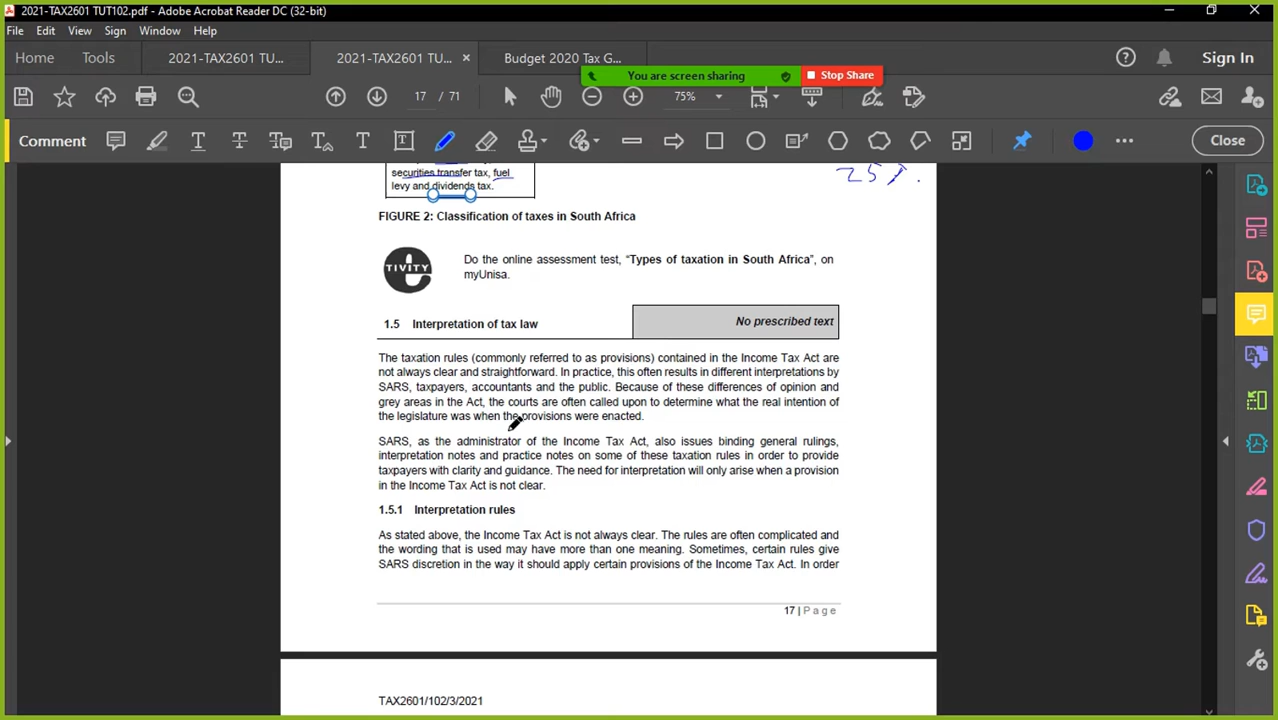 2021-TAX2601 TUT102.pdf - Adobe Acrobat Reader DC (32-bit)
File Edit View Sign Window Help
Home Tools 2021-TAX2601 TU... 2021-TAX2601 TU... × Budget 2020 Tax G... Sign In
You are screen sharing Stop Share
17 / 71 75%
Comment Close
securities transfer tax, fuel
levy and dividends tax.
25%.
FIGURE 2: Classification of taxes in South Africa
TIVITY
Do the online assessment test, “Types of taxation in South Africa”, on
myUnisa.
1.5 Interpretation of tax law No prescribed text
The taxation rules (commonly referred to as provisions) contained in the Income Tax Act are
not always clear and straightforward. In practice, this often results in different interpretations by
SARS, taxpayers, accountants and the public. Because of these differences of opinion and
grey areas in the Act, the courts are often called upon to determine what the real intention of
the legislature was when the provisions were enacted.
SARS, as the administrator of the Income Tax Act, also issues binding general rulings,
interpretation notes and practice notes on some of these taxation rules in order to provide
taxpayers with clarity and guidance. The need for interpretation will only arise when a provision
in the Income Tax Act is not clear.
1.5.1 Interpretation rules
As stated above, the Income Tax Act is not always clear. The rules are often complicated and
the wording that is used may have more than one meaning. Sometimes, certain rules give
SARS discretion in the way it should apply certain provisions of the Income Tax Act. In order
17 | Page
TAX2601/102/3/2021